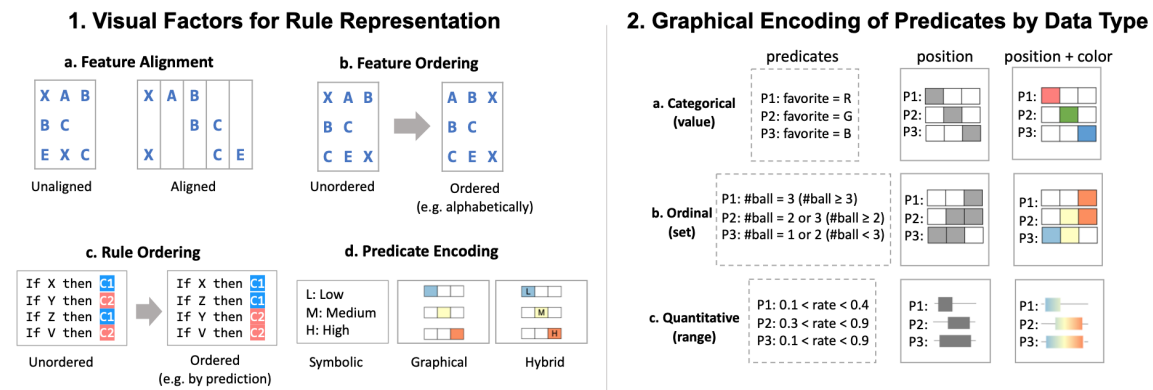 1. Visual Factors for Rule Representation
a. Feature Alignment
X A B
B C
E X C
Unaligned
X A B
B C
X C E
Aligned
b. Feature Ordering
X A B
B C
C E X
Unordered
A B X
B C
C E X
Ordered
(e.g. alphabetically)
c. Rule Ordering
If X then C1
If Y then C2
If Z then C1
If V then C2
Unordered
If X then C1
If Z then C1
If Y then C2
If V then C2
Ordered
(e.g. by prediction)
d. Predicate Encoding
L: Low
M: Medium
H: High
Symbolic
Graphical
L
M
H
Hybrid
2. Graphical Encoding of Predicates by Data Type
predicates position position + color
a. Categorical
(value)
P1: favorite = R
P2: favorite = G
P3: favorite = B
P1:
P2:
P3:
P1:
P2:
P3:
b. Ordinal
(set)
P1: #ball = 3 (#ball ≥ 3)
P2: #ball = 2 or 3 (#ball ≥ 2)
P3: #ball = 1 or 2 (#ball < 3)
P1:
P2:
P3:
P1:
P2:
P3:
c. Quantitative
(range)
P1: 0.1 < rate < 0.4
P2: 0.3 < rate < 0.9
P3: 0.1 < rate < 0.9
P1:
P2:
P3:
P1:
P2:
P3: